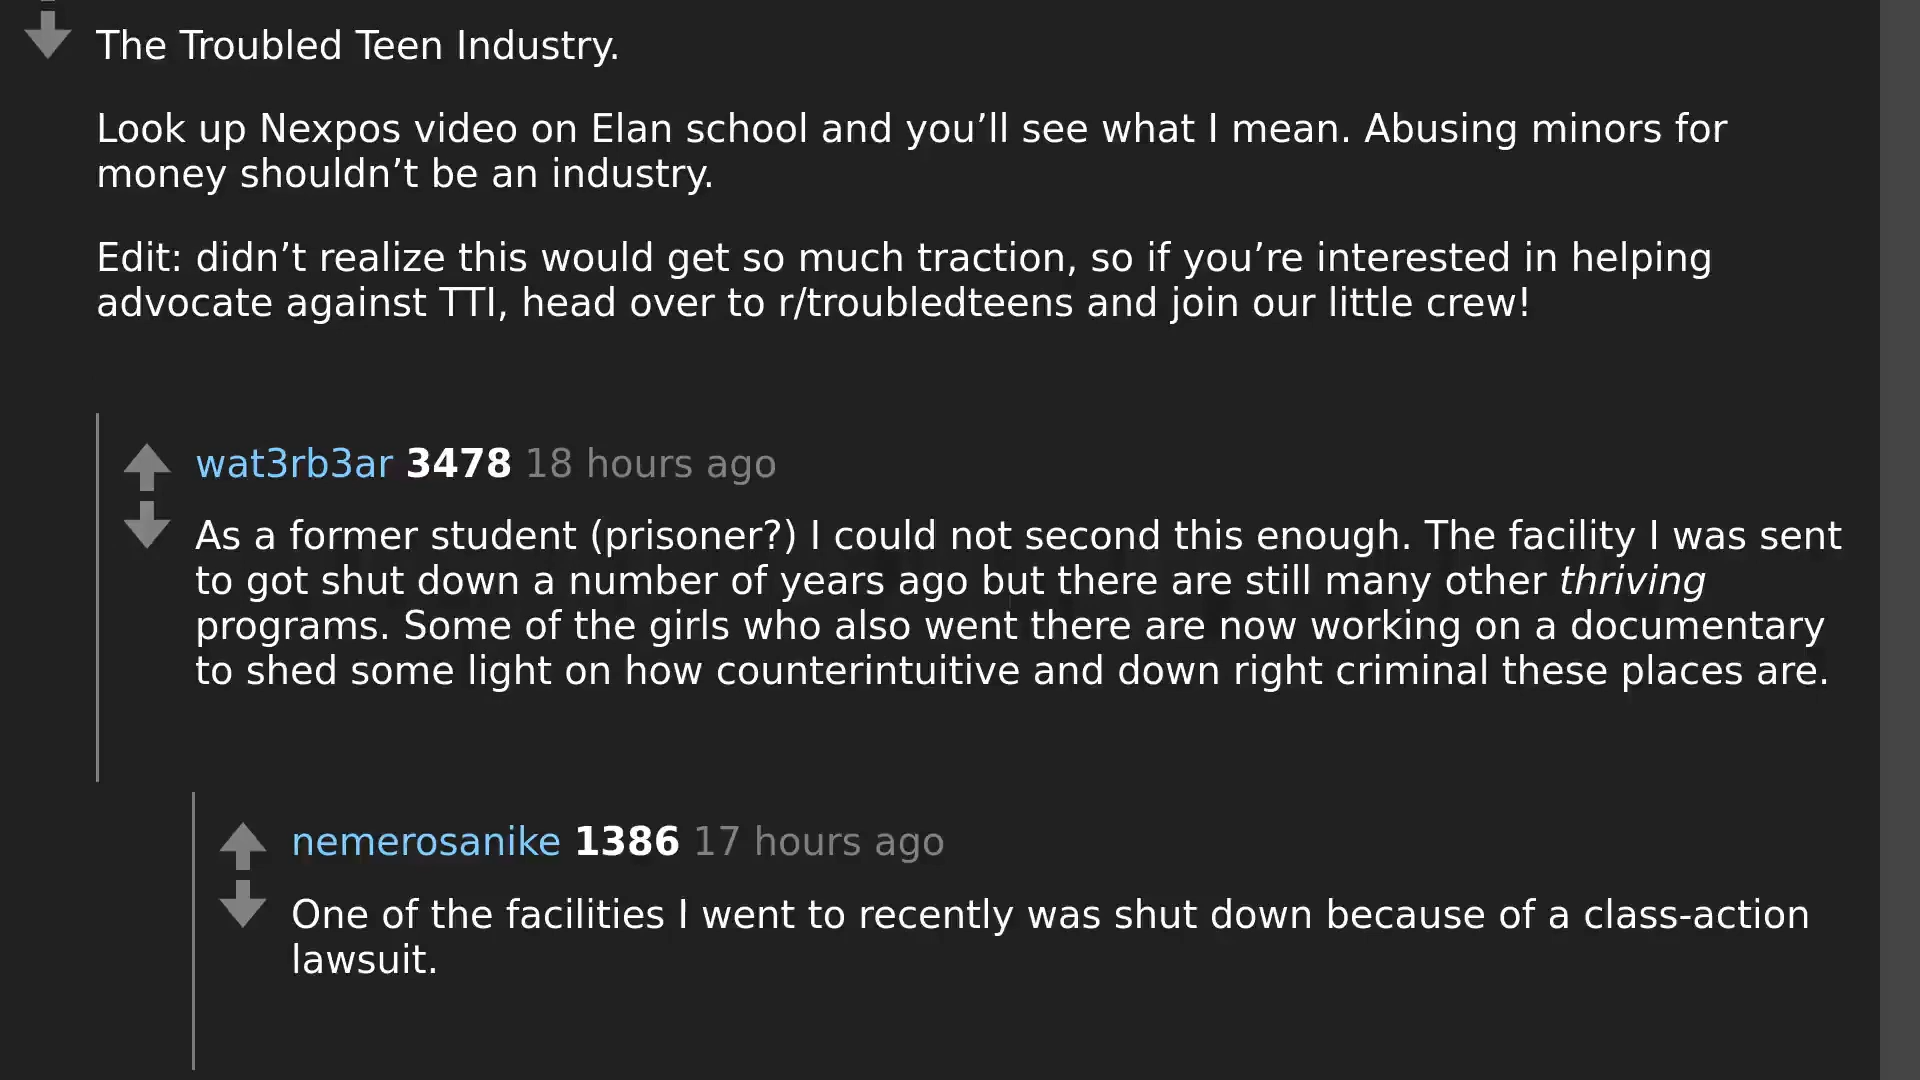 The Troubled Teen Industry.
Look up Nexpos video on Elan school and you’ll see what I mean. Abusing minors for
money shouldn’t be an industry.
Edit: didn’t realize this would get so much traction, so if you’re interested in helping
advocate against TTI, head over to r/troubledteens and join our little crew!
wat3rb3ar 3478 18 hours ago
As a former student (prisoner?) I could not second this enough. The facility I was sent
to got shut down a number of years ago but there are still many other thriving
programs. Some of the girls who also went there are now working on a documentary
to shed some light on how counterintuitive and down right criminal these places are.
nemerosanike 1386 17 hours ago
One of the facilities I went to recently was shut down because of a class-action
lawsuit.